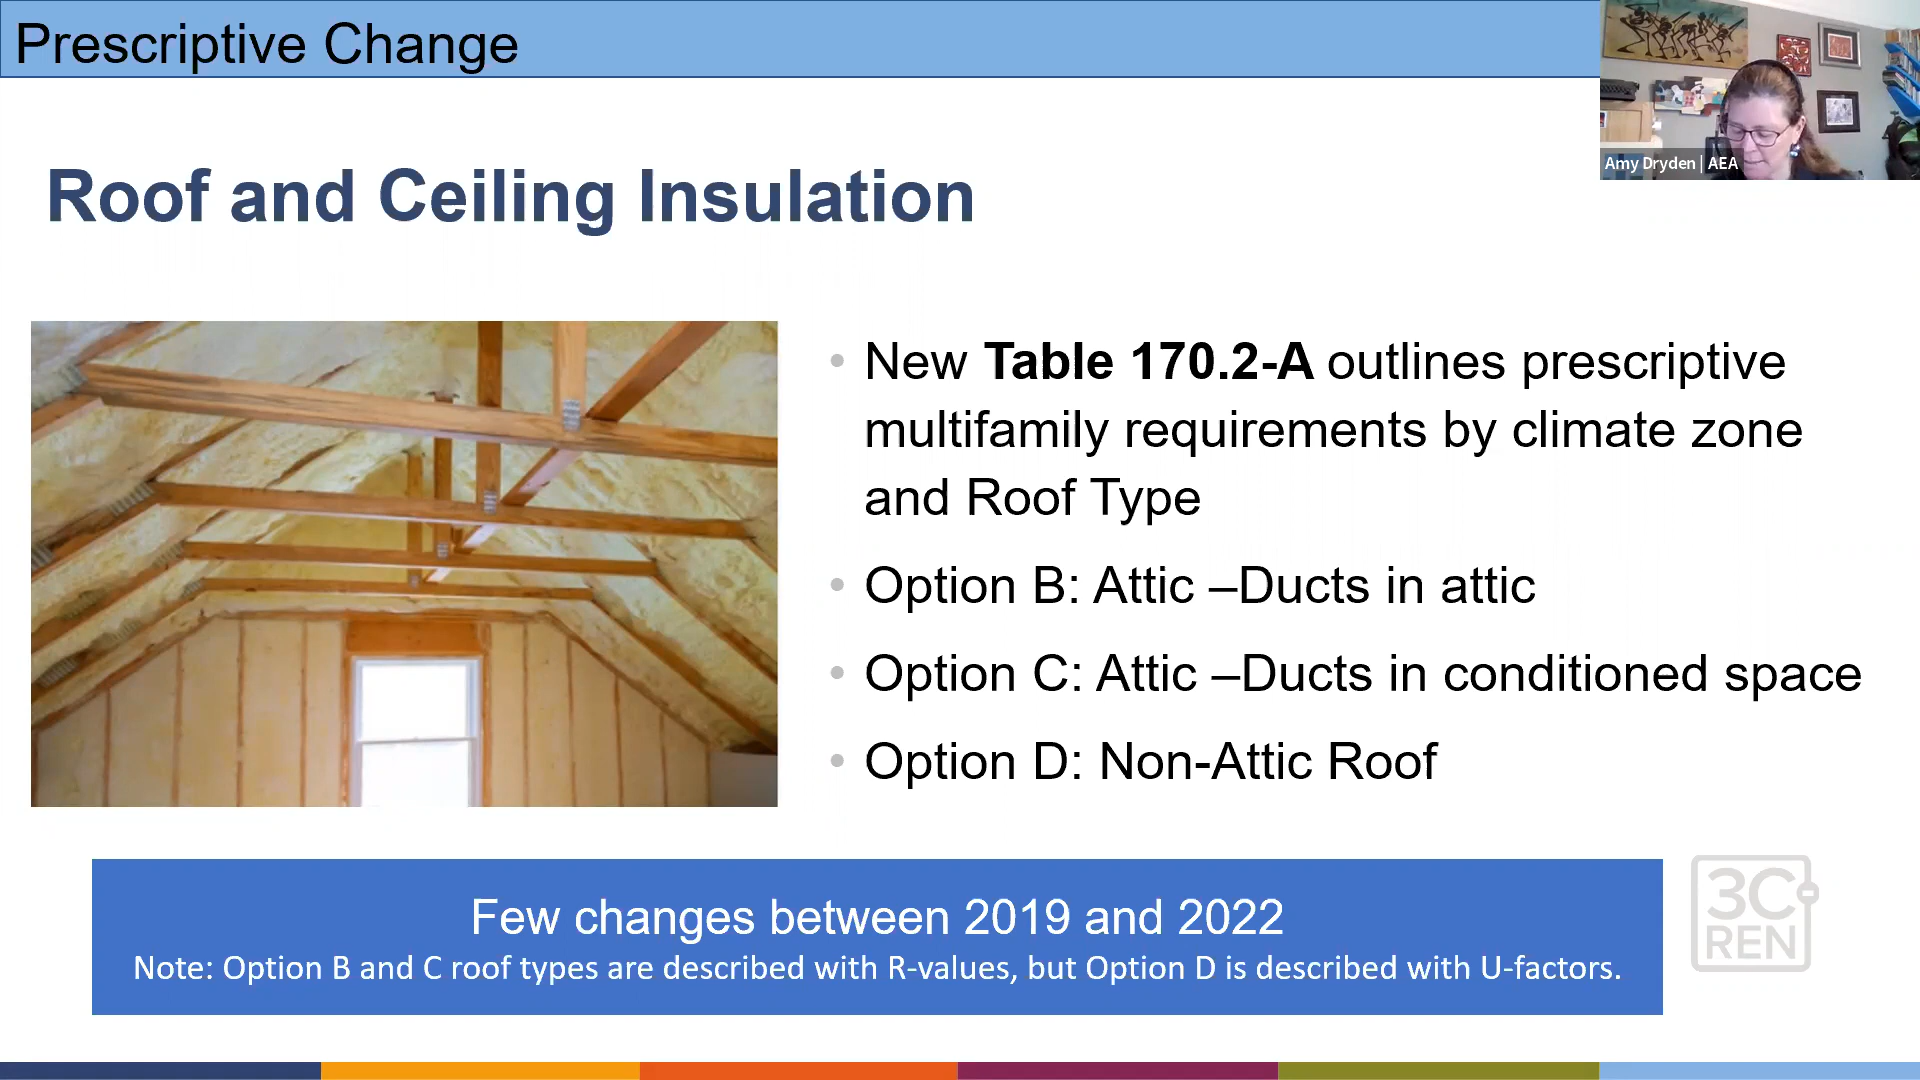 Prescriptive Change
Amy Dryden | AEA
Roof and Ceiling Insulation
• New Table 170.2-A outlines prescriptive
multifamily requirements by climate zone
and Roof Type
• Option B: Attic –Ducts in attic
• Option C: Attic –Ducts in conditioned space
• Option D: Non-Attic Roof
Few changes between 2019 and 2022
Note: Option B and C roof types are described with R-values, but Option D is described with U-factors.
3C
REN